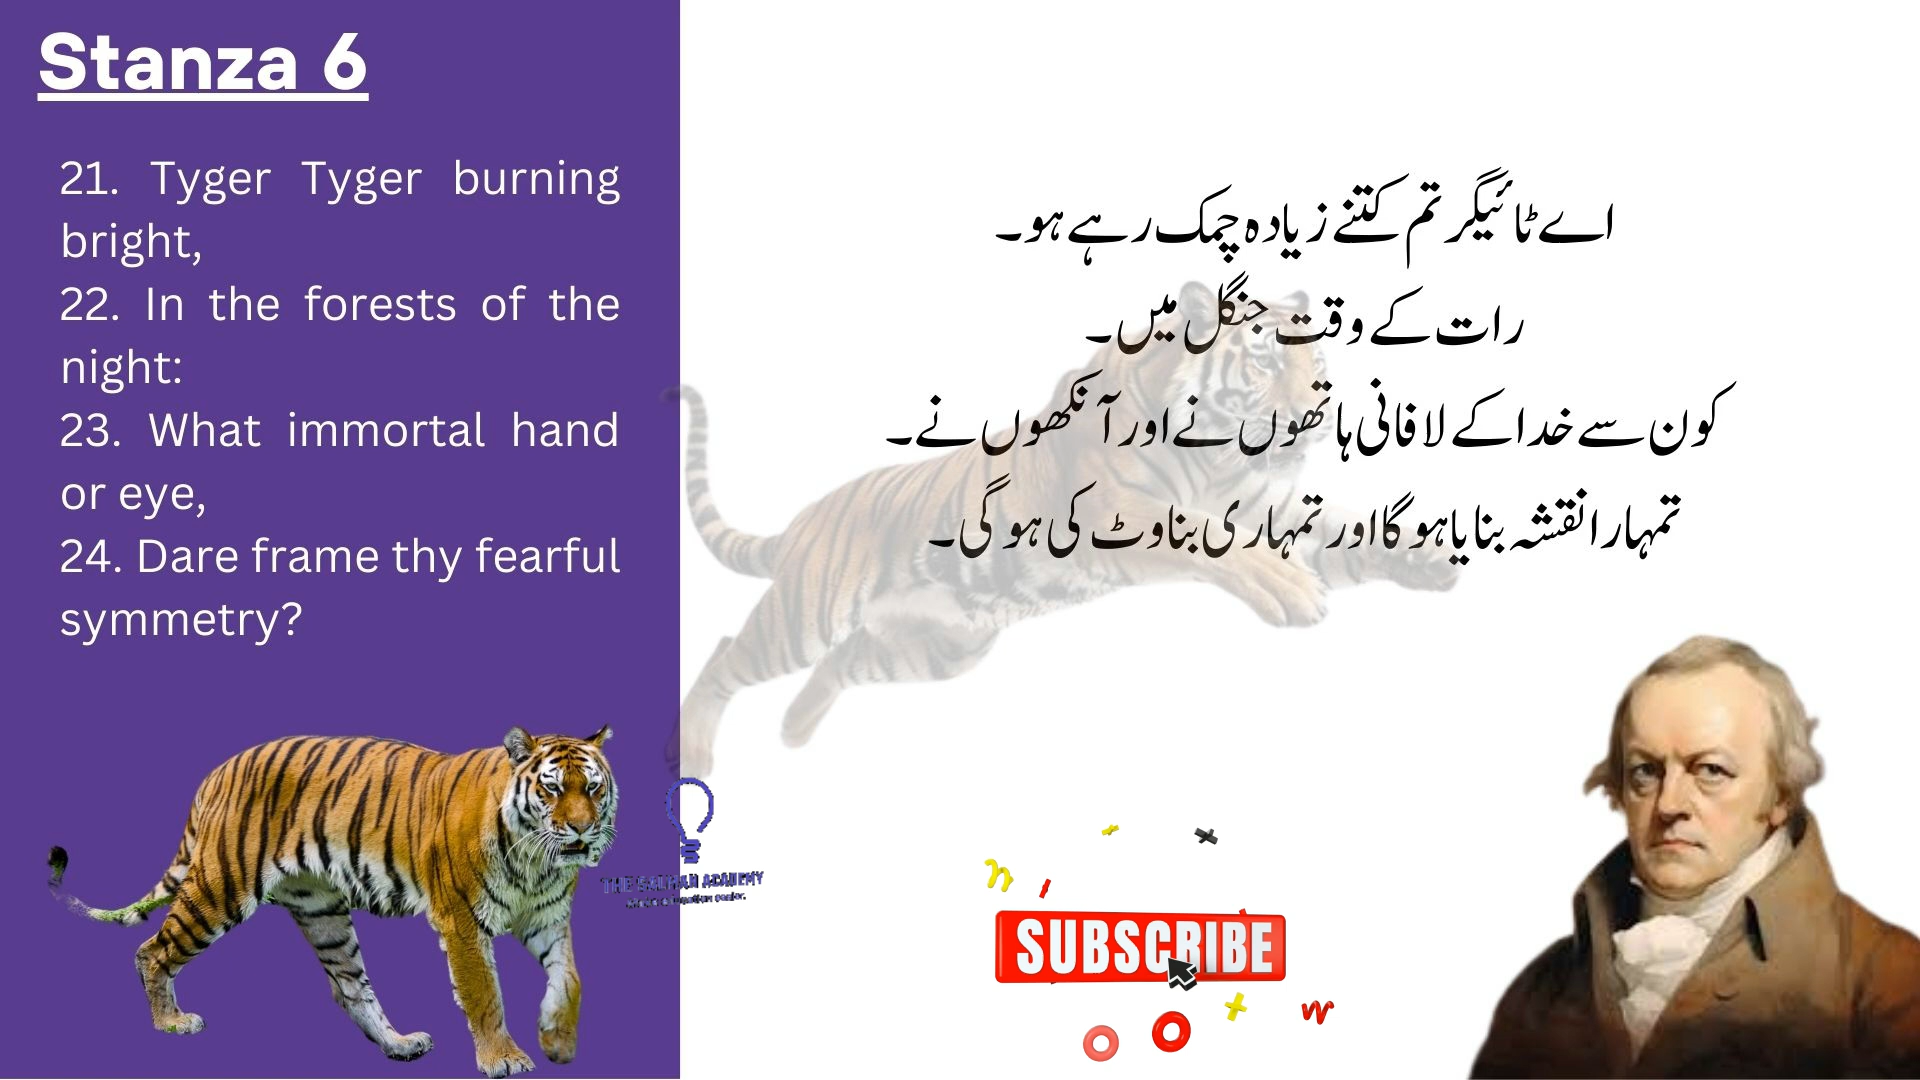 Stanza 6
21. Tyger Tyger burning
bright,
22. In the forests of the
night:
23. What immortal hand
or eye,
24. Dare frame thy fearful
symmetry?
اے ٹائیگر تم کتنے زیادہ چمک رہے ہو۔
رات کے وقت جنگل میں۔
کون سے خدا کے لافانی ہاتھوں نے اور آنکھوں نے۔
تمہارا نقشہ بنایا ہو گا اور تمہاری بناوٹ کی ہو گی۔
THE SALMAN ACADEMY
SUBSCRIBE